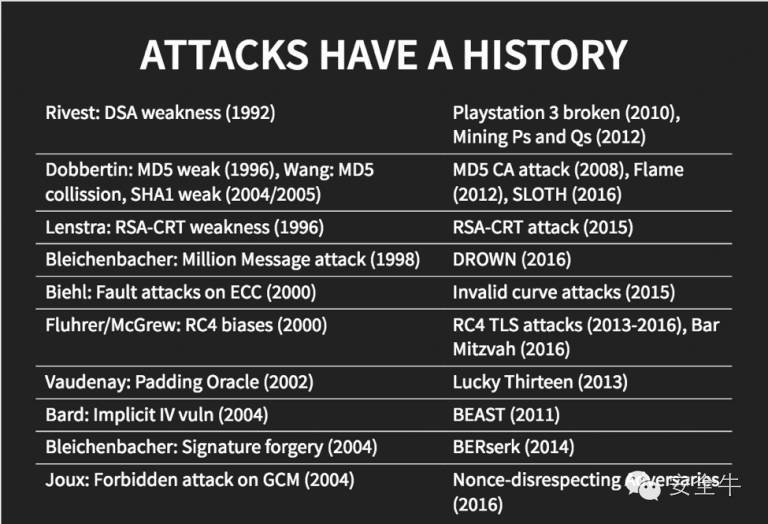 ATTACKS HAVE A HISTORY
Rivest: DSA weakness (1992)
Playstation 3 broken (2010),
Mining Ps and Qs (2012)
Dobbertin: MD5 weak (1996), Wang: MD5
collission, SHA1 weak (2004/2005)
MD5 CA attack (2008), Flame
(2012), SLOTH (2016)
Lenstra: RSA-CRT weakness (1996)
RSA-CRT attack (2015)
Bleichenbacher: Million Message attack (1998)
DROWN (2016)
Biehl: Fault attacks on ECC (2000)
Invalid curve attacks (2015)
Fluhrer/McGrew: RC4 biases (2000)
RC4 TLS attacks (2013-2016), Bar
Mitzvah (2016)
Vaudenay: Padding Oracle (2002)
Lucky Thirteen (2013)
Bard: Implicit IV vuln (2004)
BEAST (2011)
Bleichenbacher: Signature forgery (2004)
BERserk (2014)
Joux: Forbidden attack on GCM (2004)
Nonce-disrespecting Adversaries
(2016)
安全牛